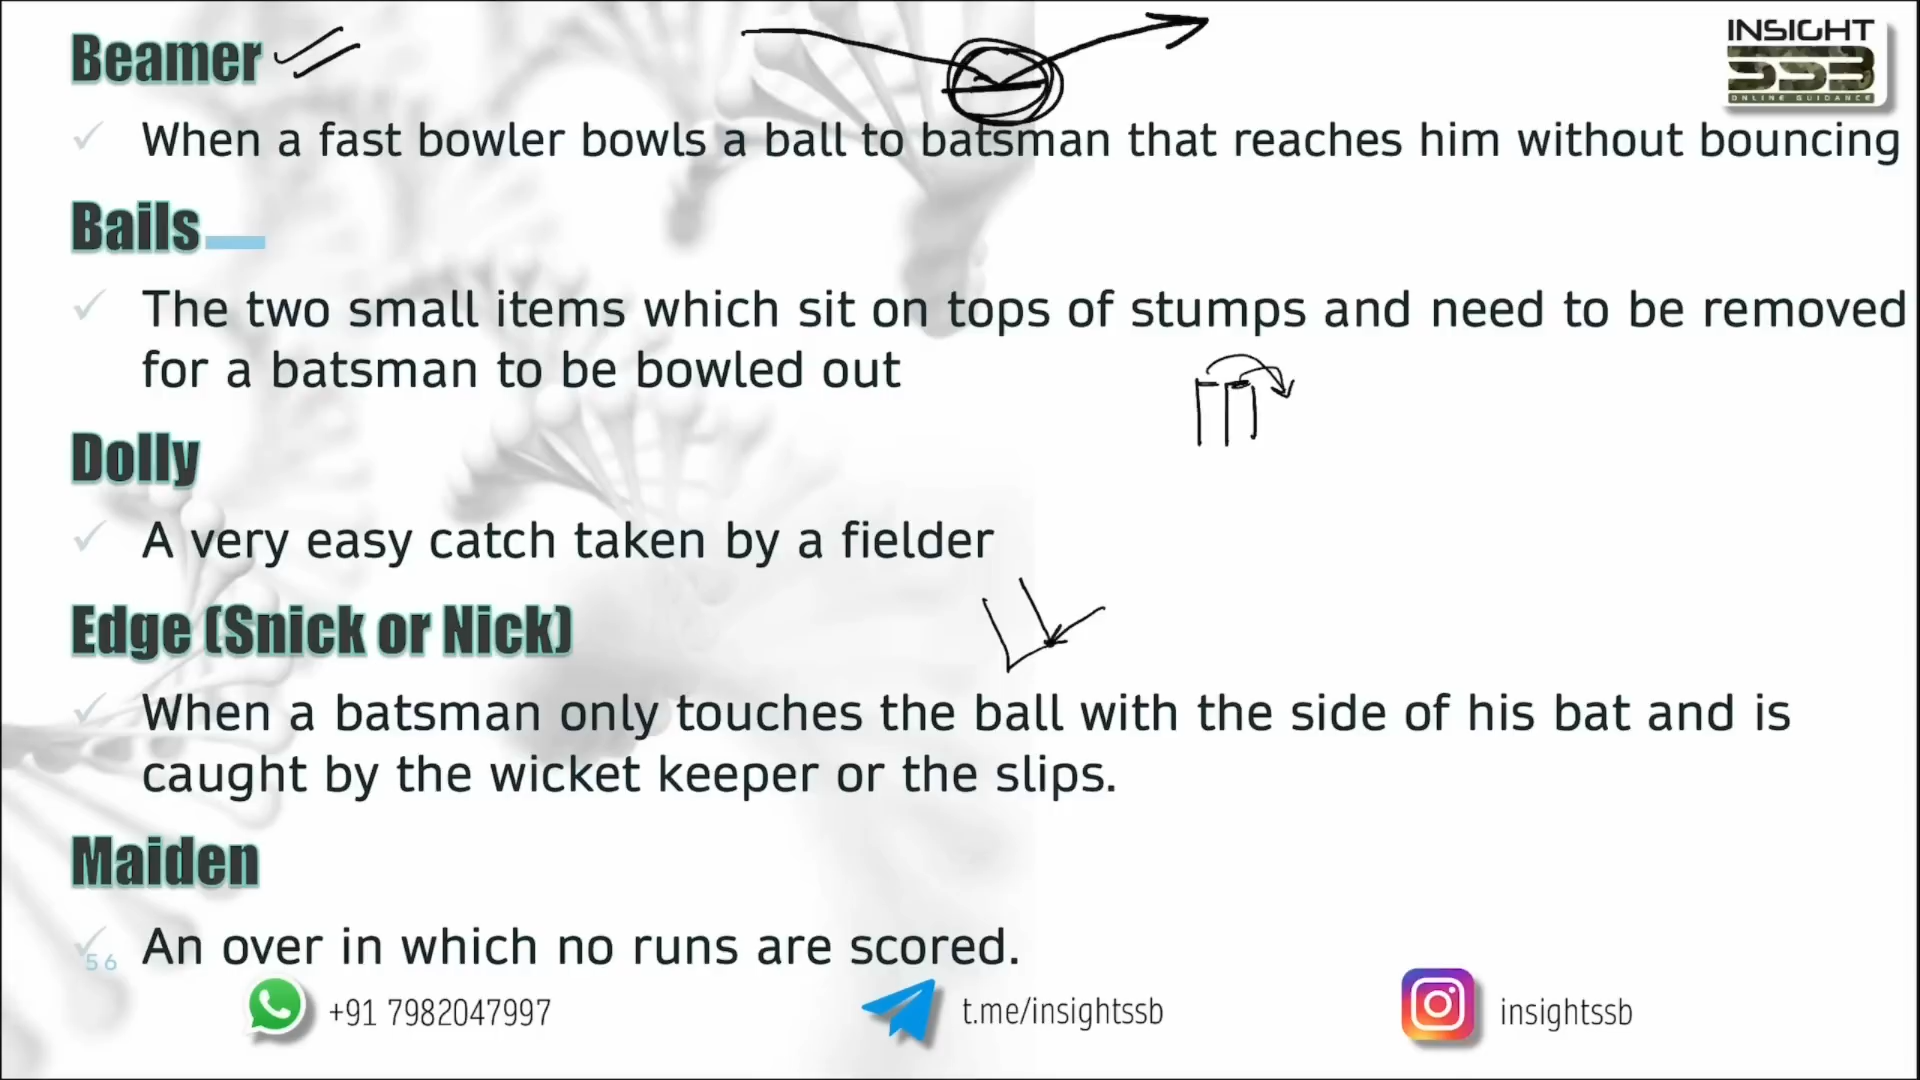 Beamer
INSIGHT
SSB
ONLINE GUIDANCE
When a fast bowler bowls a ball to batsman that reaches him without bouncing
Bails
The two small items which sit on tops of stumps and need to be removed
for a batsman to be bowled out
Dolly
A very easy catch taken by a fielder
Edge (Snick or Nick)
When a batsman only touches the ball with the side of his bat and is
caught by the wicket keeper or the slips.
Maiden
An over in which no runs are scored.
56
+91 7982047997
t.me/insightssb
insightssb